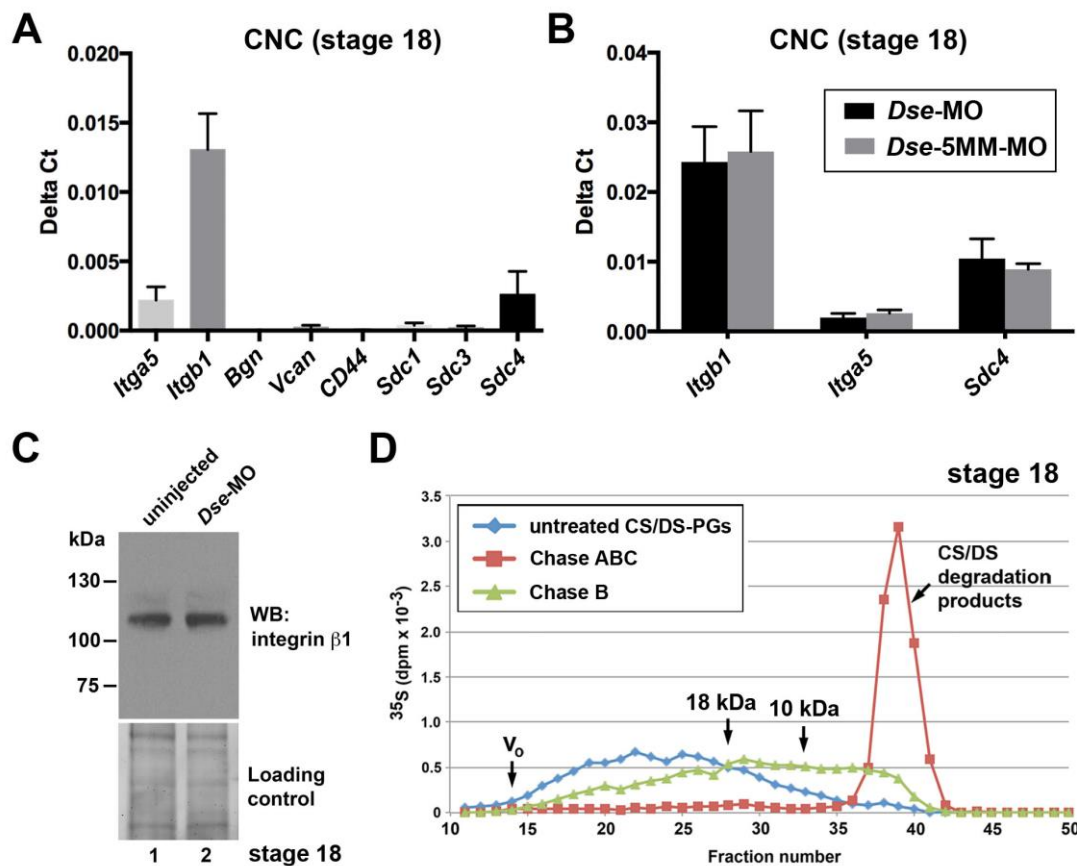 A
CNC (stage 18)
Delta Ct
0.020
0.015
0.010
0.005
0.000
Itga5
Itgb1
Bgn
Vcan
CD44
Sdc1
Sdc3
Sdc4
B
CNC (stage 18)
Delta Ct
0.04
0.03
0.02
0.01
0.00
Dse-MO
Dse-5MM-MO
Itgb1
Itga5
Sdc4
C
uninjected
Dse-MO
kDa
130
100
75
WB:
integrin β1
Loading
control
1 2 stage 18
D
stage 18
35S (dpm x 10-3)
3.5
3.0
2.5
2.0
1.5
1.0
0.5
0
untreated CS/DS-PGs
Chase ABC
Chase B
CS/DS
degradation
products
Vo
18 kDa
10 kDa
10 15 20 25 30 35 40 45 50
Fraction number